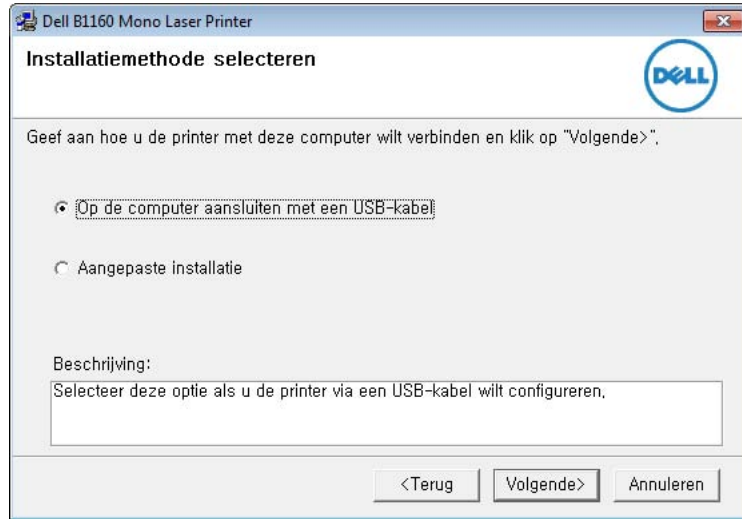 Dell B1160 Mono Laser Printer
Installatiemethode selecteren
DELL
Geef aan hoe u de printer met deze computer wilt verbinden en klik op "Volgende>".
Op de computer aansluiten met een USB-kabel
Aangepaste installatie
Beschrijving:
Selecteer deze optie als u de printer via een USB-kabel wilt configureren.
<Terug
Volgende>
Annuleren